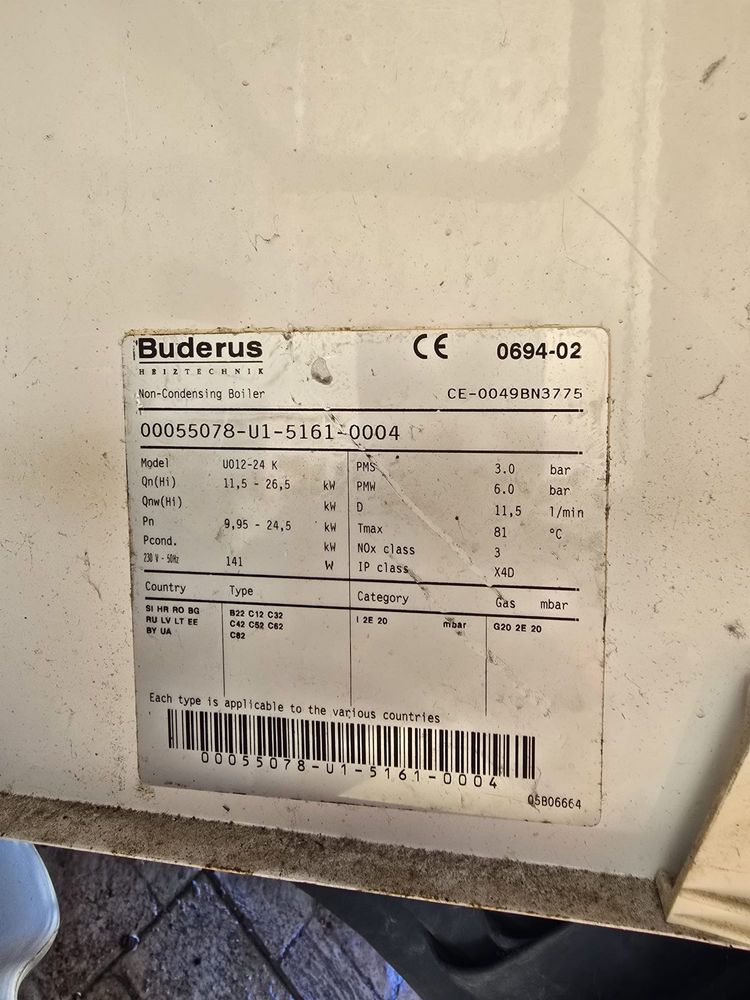 Buderus CE 0694-02
HEIZTECHNIK
Non-Condensing Boiler CE-0049BN3775
00055078-U1-5161-0004
Model U012-24 K PMS 3.0 bar
Qn(Hi) 11,5 - 26,5 kW PMW 6.0 bar
Qnw(Hi) kW D 11,5 l/min
Pn 9,95 - 24,5 kW Tmax 81 °C
Pcond. kW NOx class 3
230 V - 50Hz 141 W IP class X4D
Country Type Category Gas mbar
SI HR RO BG B22 C12 C32 I 2E 20 mbar G20 2E 20
RU LV LT EE C42 C52 C62
BY UA C82
Each type is applicable to the various countries
00055078-U1-5161-0004
05B06664